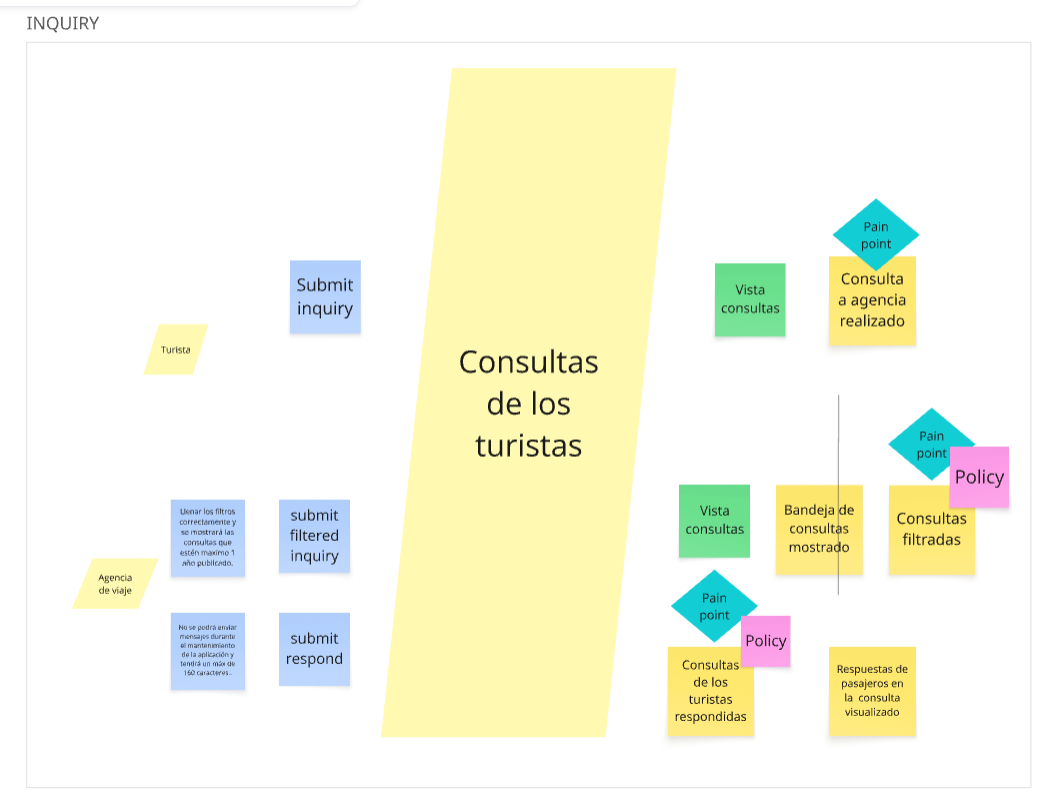 INQUIRY
Submit
inquiry
Turista
Consultas
de los
turistas
Vista
consultas
Pain
point
Consulta
a agencia
realizado
Llenar los filtros
correctamente y
se mostrará las
consultas que
estén maximo 1
año publicado.
submit
filtered
inquiry
Agencia
de viaje
No se podrá enviar
mensajes durante
el mantenimiento
de la aplicación y
tendrá un máx de
160 caracteres..
submit
respond
Vista
consultas
Bandeja de
consultas
mostrado
Pain
point
Policy
Consultas
filtradas
Pain
point
Policy
Consultas
de los
turistas
respondidas
Respuestas de
pasajeros en
la consulta
visualizado